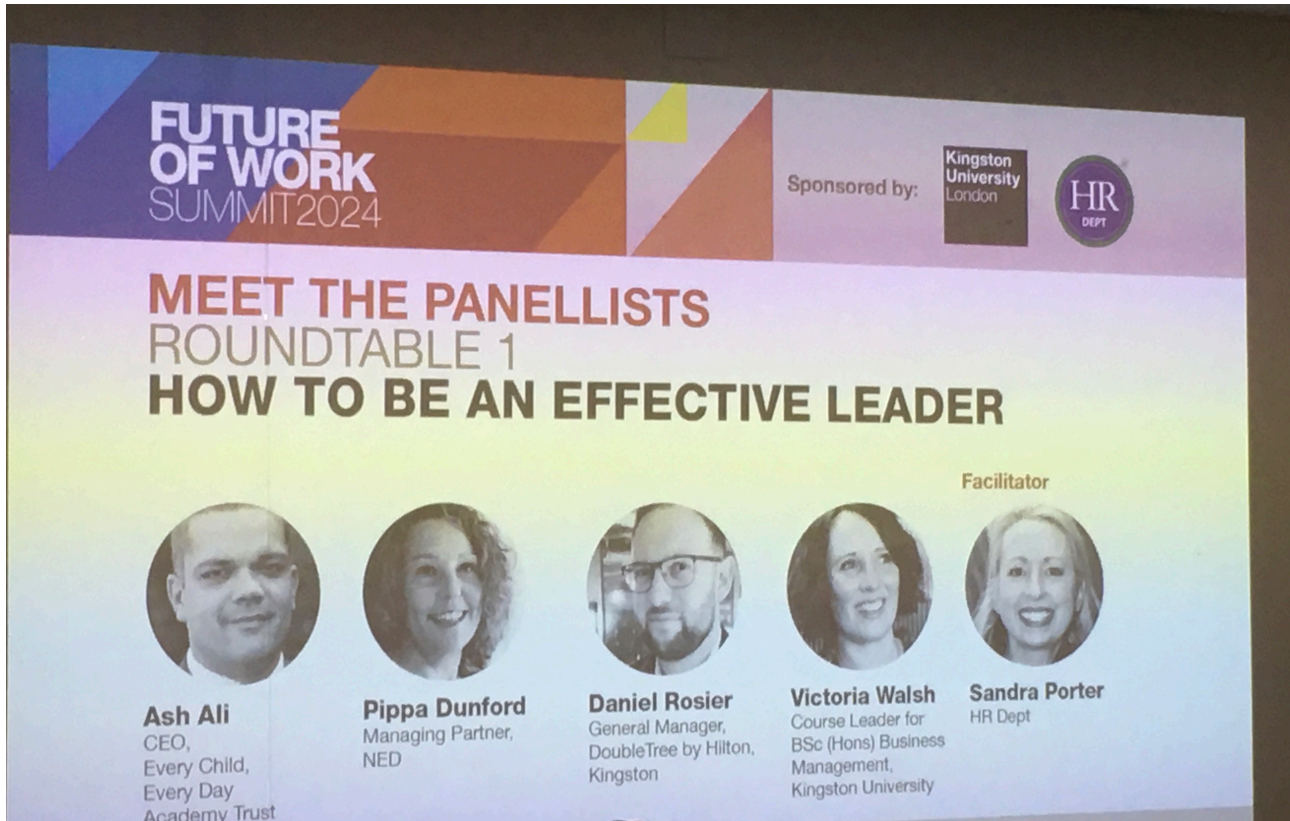 FUTURE
OF WORK
SUMMIT2024
Sponsored by:
Kingston
University
London
HR
DEPT
MEET THE PANELLISTS
ROUNDTABLE 1
HOW TO BE AN EFFECTIVE LEADER
Facilitator
Ash Ali
CEO,
Every Child,
Every Day
Academy Trust
Pippa Dunford
Managing Partner,
NED
Daniel Rosier
General Manager,
DoubleTree by Hilton,
Kingston
Victoria Walsh
Course Leader for
BSc (Hons) Business
Management,
Kingston University
Sandra Porter
HR Dept